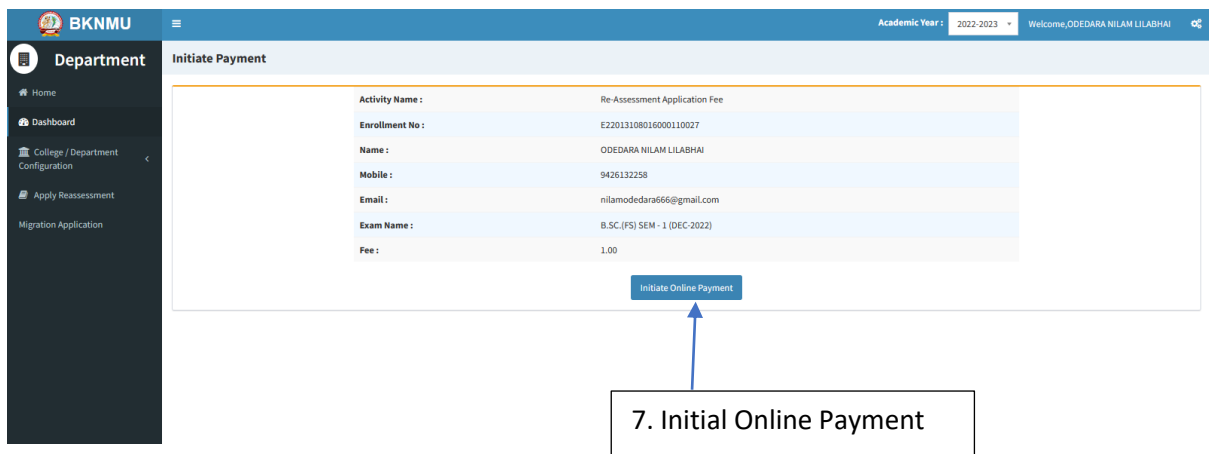 BKNMU
Academic Year : 2022-2023 Welcome,ODEDARA NILAM LILABHAI
Department
Initiate Payment
Home
Dashboard
College / Department
Configuration
Apply Reassessment
Migration Application
Activity Name : Re-Assessment Application Fee
Enrollment No : E22013108016000110027
Name : ODEDARA NILAM LILABHAI
Mobile : 9426132258
Email : nilamodedara666@gmail.com
Exam Name : B.SC.(FS) SEM - 1 (DEC-2022)
Fee : 1.00
Initiate Online Payment
7. Initial Online Payment